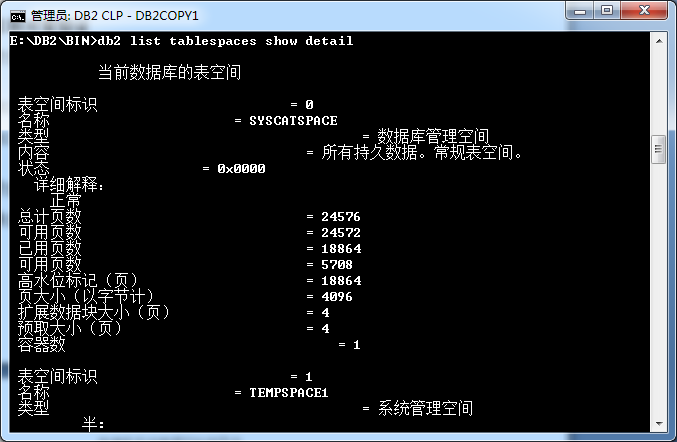 管理员: DB2 CLP - DB2COPY1
E:\DB2\BIN>db2 list tablespaces show detail
当前数据库的表空间
表空间标识 = 0
名称 = SYSCATSPACE
类型 = 数据库管理空间
内容 = 所有持久数据。常规表空间。
状态 = 0x0000
详细解释：
正常
总计页数 = 24576
可用页数 = 24572
已用页数 = 18864
可用页数 = 5708
高水位标记（页） = 18864
页大小（以字节计） = 4096
扩展数据块大小（页） = 4
预取大小（页） = 4
容器数 = 1
表空间标识 = 1
名称 = TEMPSPACE1
类型 = 系统管理空间
半：